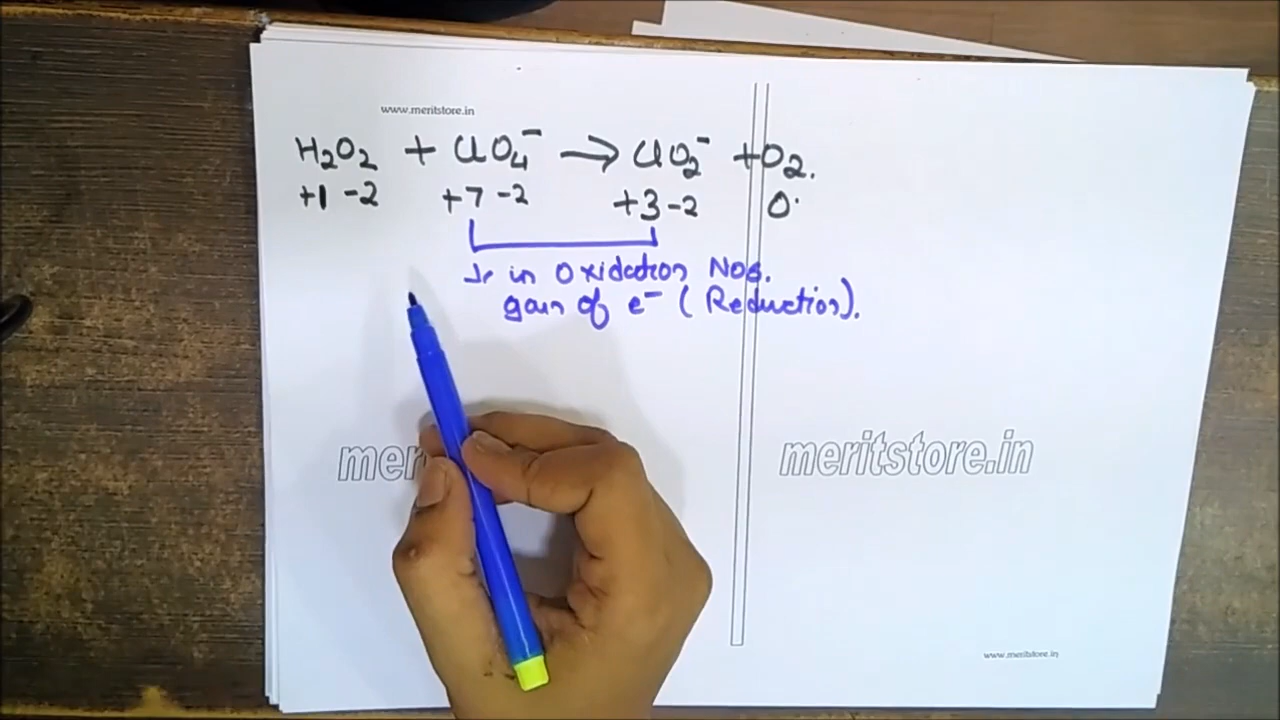 www.meritstore.in
H₂O₂ + ClO₄⁻ → ClO₂⁻ + O₂.
+1 -2 +7 -2 +3 -2 0
↓ in Oxidation Nos.
gain of e⁻ (Reduction).
meritstore.in
www.meritstore.in